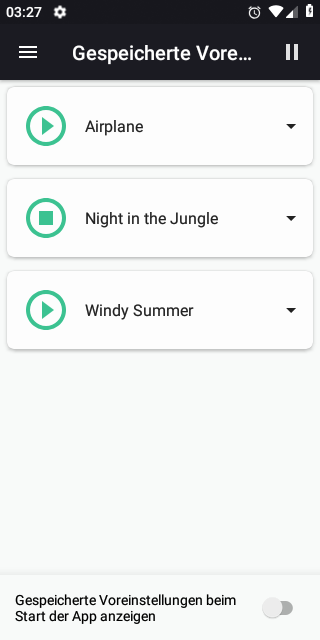 03:27
Gespeicherte Vore...
Airplane
Night in the Jungle
Windy Summer
Gespeicherte Voreinstellungen beim
Start der App anzeigen